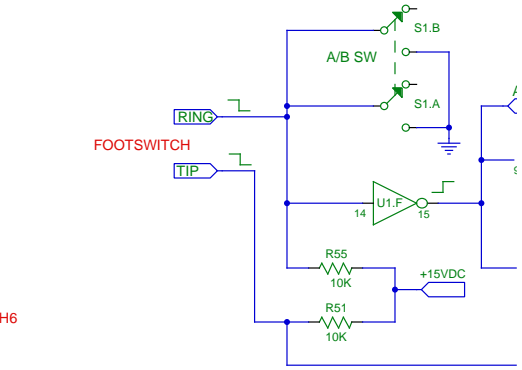 S1.B
A/B SW
S1.A
RING
FOOTSWITCH
TIP
U1.F
14
15
R55
10K
+15VDC
R51
10K
H6